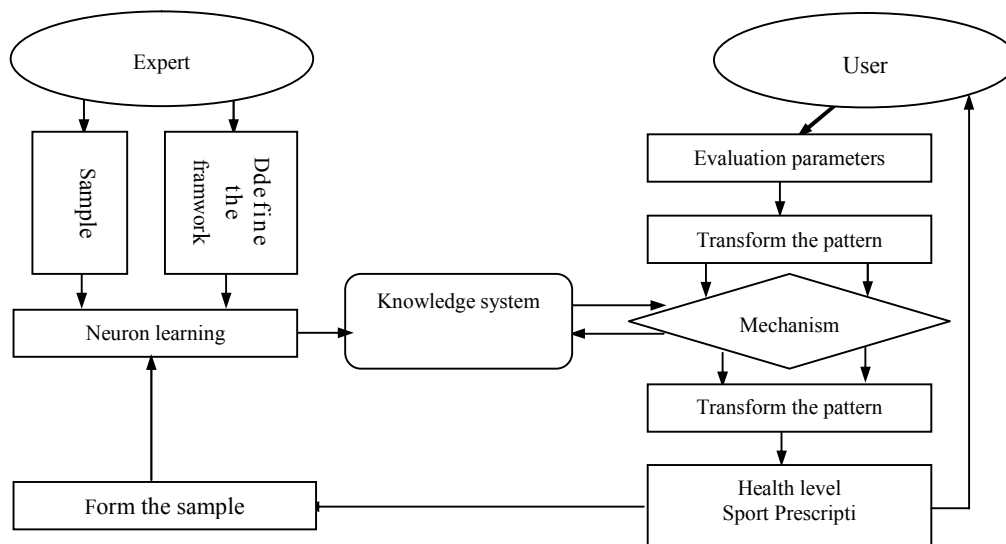 Expert
User
Sample
Ddefine
the
framwork
Evaluation parameters
Transform the pattern
Knowledge system
Mechanism
Neuron learning
Transform the pattern
Health level
Sport Prescripti
Form the sample